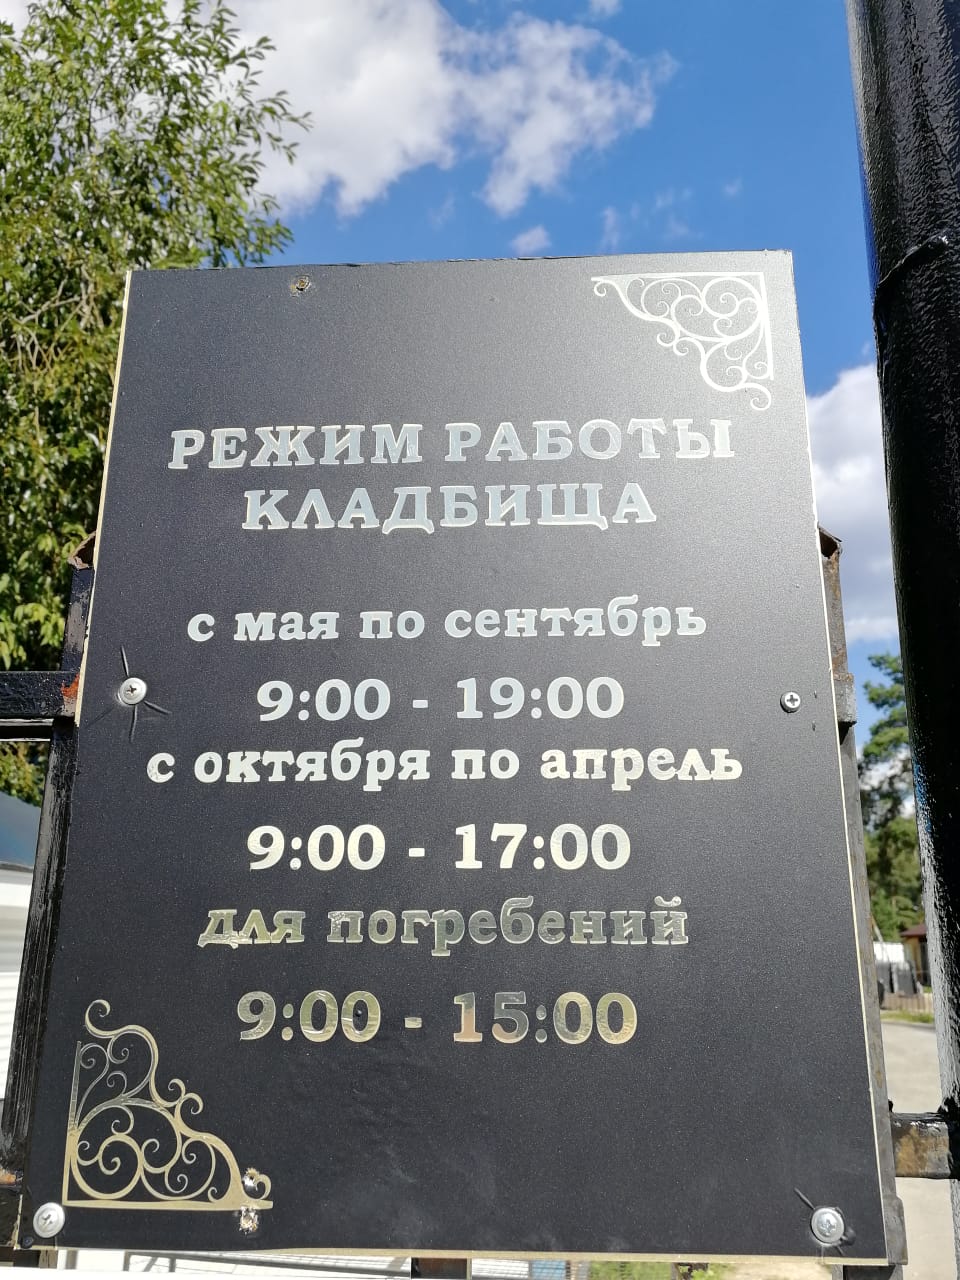 РЕЖИМ РАБОТЫ
КЛАДБИЩА
с мая по сентябрь
9:00 - 19:00
с октября по апрель
9:00 - 17:00
для погребений
9:00 - 15:00